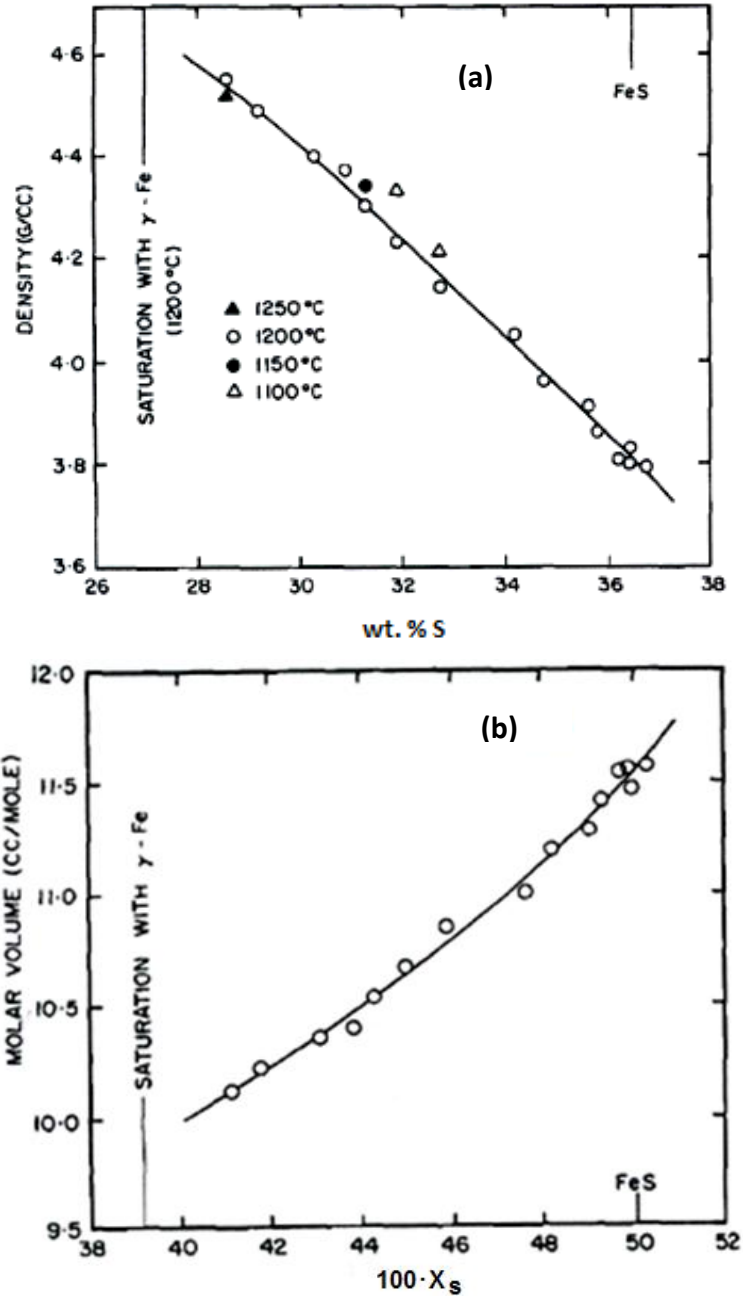 4·6
4·4
4·2
4·0
3·8
3·6
DENSITY (G/CC)
(a)
FeS
SATURATION WITH γ - Fe
(1200°C)
▲ 1250°C
○ 1200°C
● 1150°C
△ 1100°C
26 28 30 32 34 36 38
wt. % S
12·0
11·5
11·0
10·5
10·0
9·5
MOLAR VOLUME (CC/MOLE)
(b)
SATURATION WITH γ - Fe
FeS
38 40 42 44 46 48 50 52
100·Xs